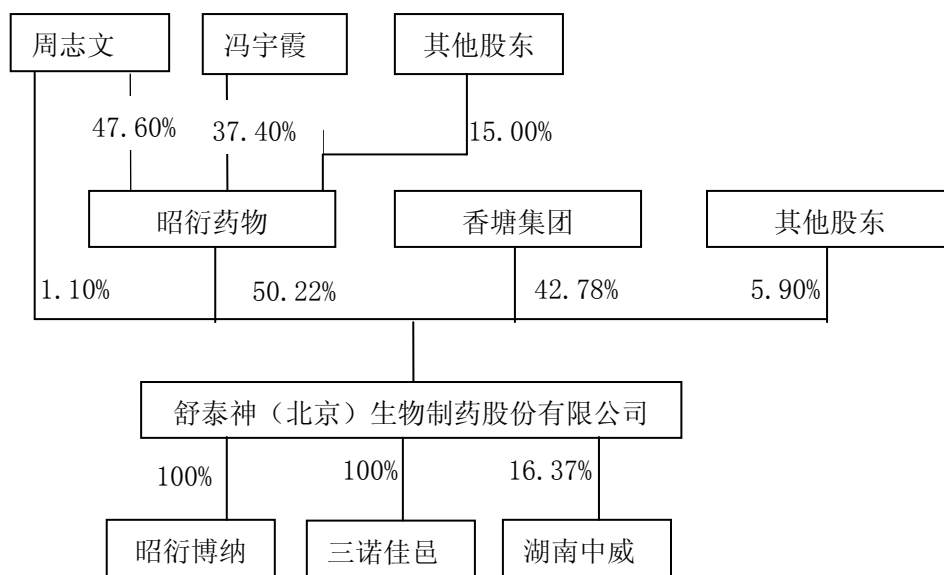 周志文
冯宇霞
其他股东
47.60%
37.40%
15.00%
昭衍药物
香塘集团
其他股东
1.10%
50.22%
42.78%
5.90%
舒泰神（北京）生物制药股份有限公司
100%
100%
16.37%
昭衍博纳
三诺佳邑
湖南中威